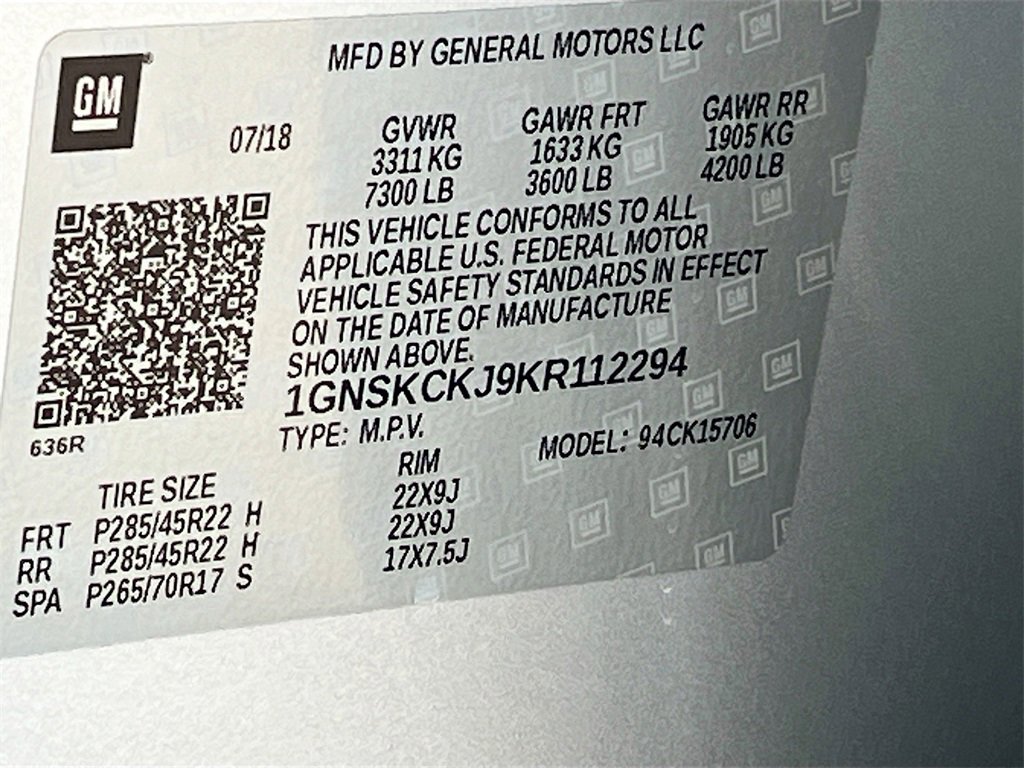 GM
MFD BY GENERAL MOTORS LLC
07/18
GVWR GAWR FRT GAWR RR
3311 KG 1633 KG 1905 KG
7300 LB 3600 LB 4200 LB
THIS VEHICLE CONFORMS TO ALL
APPLICABLE U.S. FEDERAL MOTOR
VEHICLE SAFETY STANDARDS IN EFFECT
ON THE DATE OF MANUFACTURE
SHOWN ABOVE.
1GNSKCKJ9KR112294
636R
TYPE: M.P.V. MODEL: 94CK15706
TIRE SIZE RIM
FRT P285/45R22 H 22X9J
RR P285/45R22 H 22X9J
SPA P265/70R17 S 17X7.5J